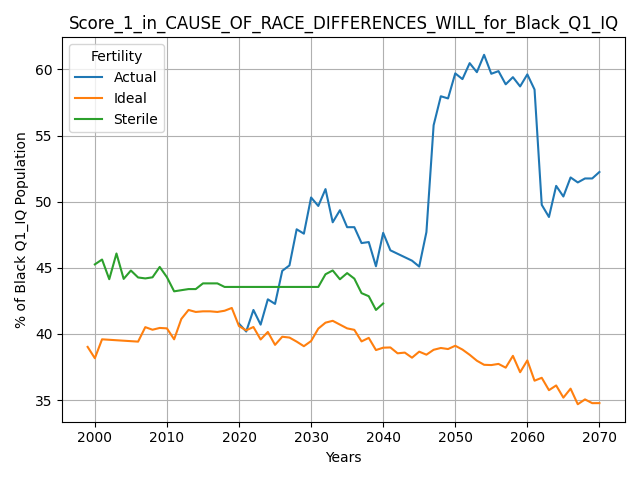 Score_1_in_CAUSE_OF_RACE_DIFFERENCES_WILL_for_Black_Q1_IQ
Fertility
Actual
Ideal
Sterile
% of Black Q1_IQ Population
60
55
50
45
40
35
2000 2010 2020 2030 2040 2050 2060 2070
Years